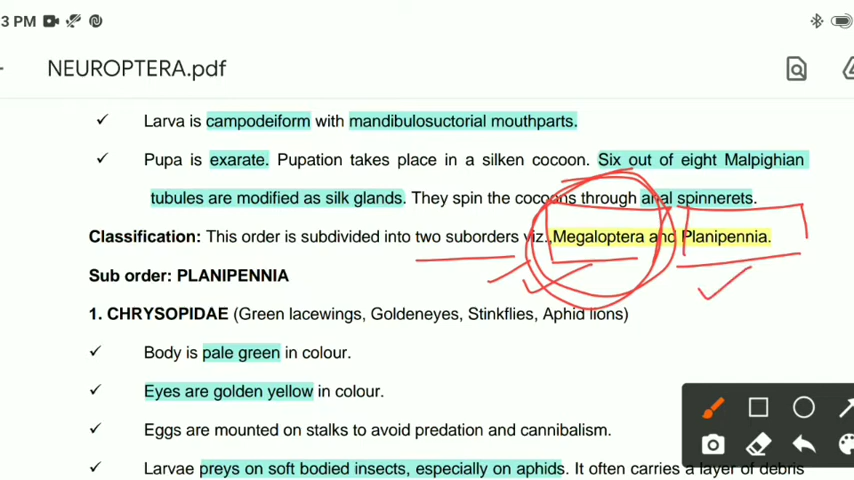 3 PM
NEUROPTERA.pdf
✓ Larva is campodeiform with mandibulosuctorial mouthparts.
✓ Pupa is exarate. Pupation takes place in a silken cocoon. Six out of eight Malpighian
tubules are modified as silk glands. They spin the cocoons through anal spinnerets.
Classification: This order is subdivided into two suborders viz.,Megaloptera and Planipennia.
Sub order: PLANIPENNIA
1. CHRYSOPIDAE (Green lacewings, Goldeneyes, Stinkflies, Aphid lions)
✓ Body is pale green in colour.
✓ Eyes are golden yellow in colour.
✓ Eggs are mounted on stalks to avoid predation and cannibalism.
✓ Larvae preys on soft bodied insects, especially on aphids. It often carries a layer of debris